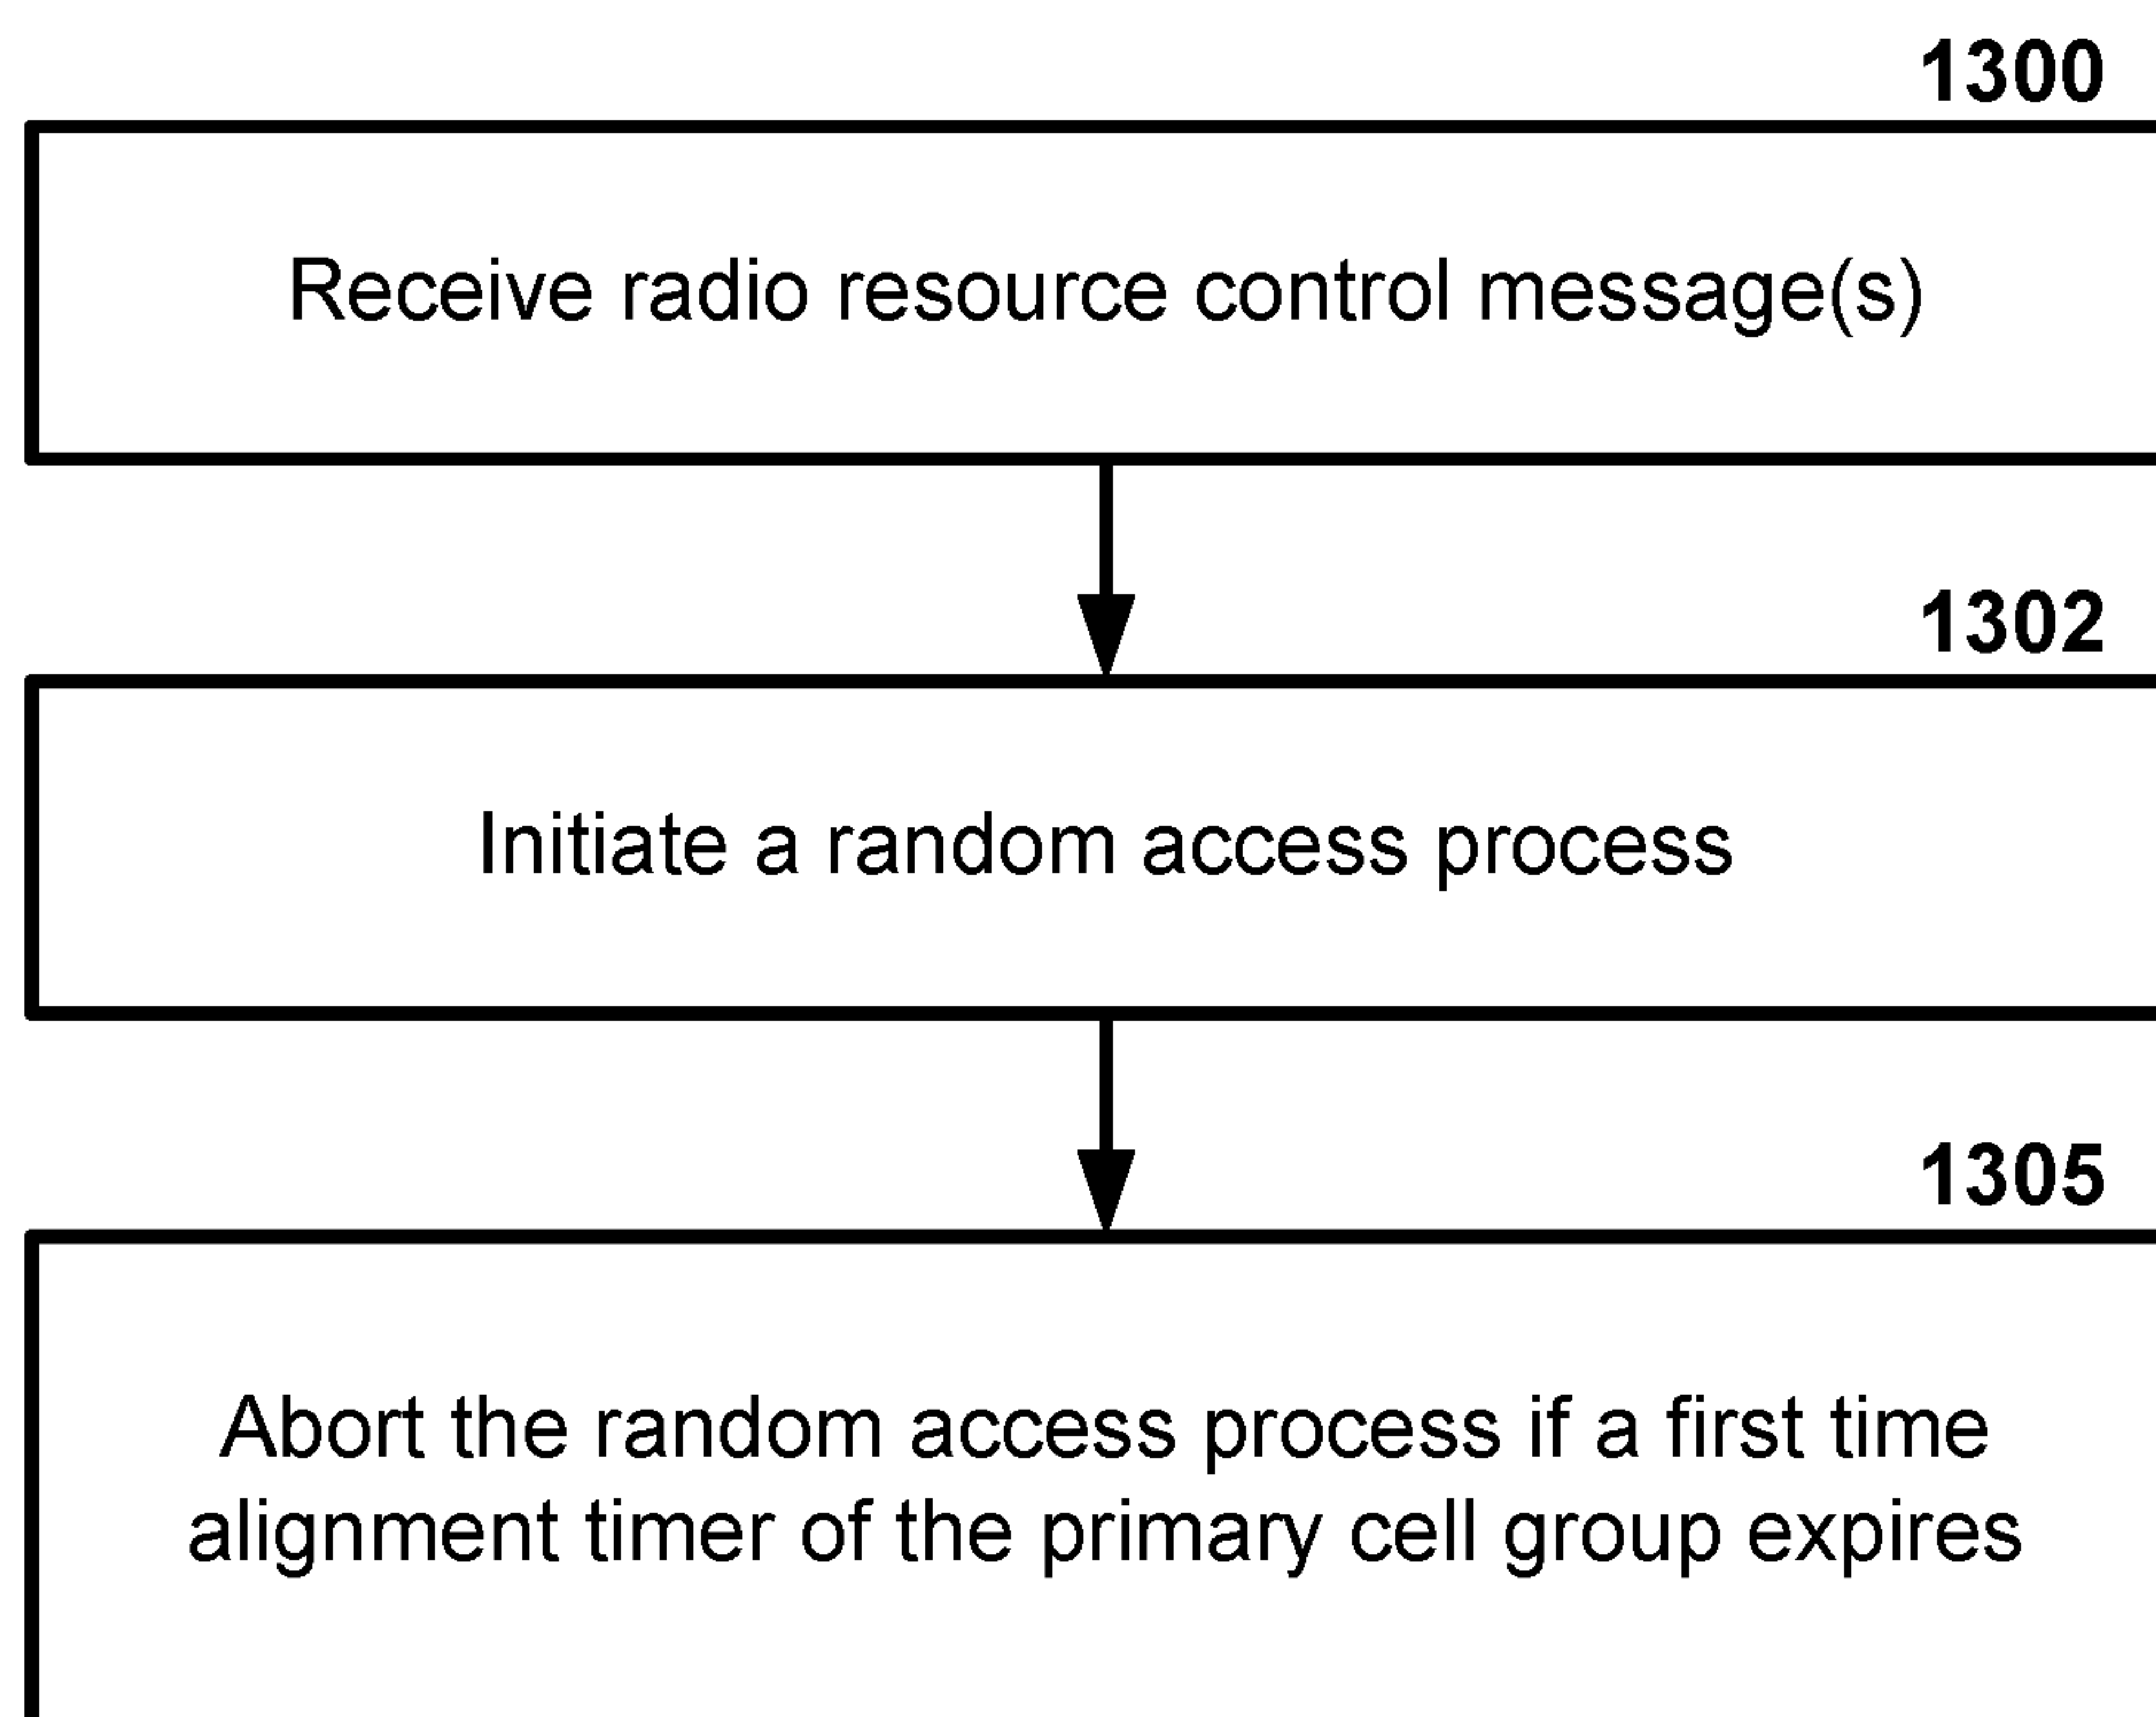 1300
Receive radio resource control message(s)
1302
Initiate a random access process
1305
Abort the random access process if a first time
alignment timer of the primary cell group expires